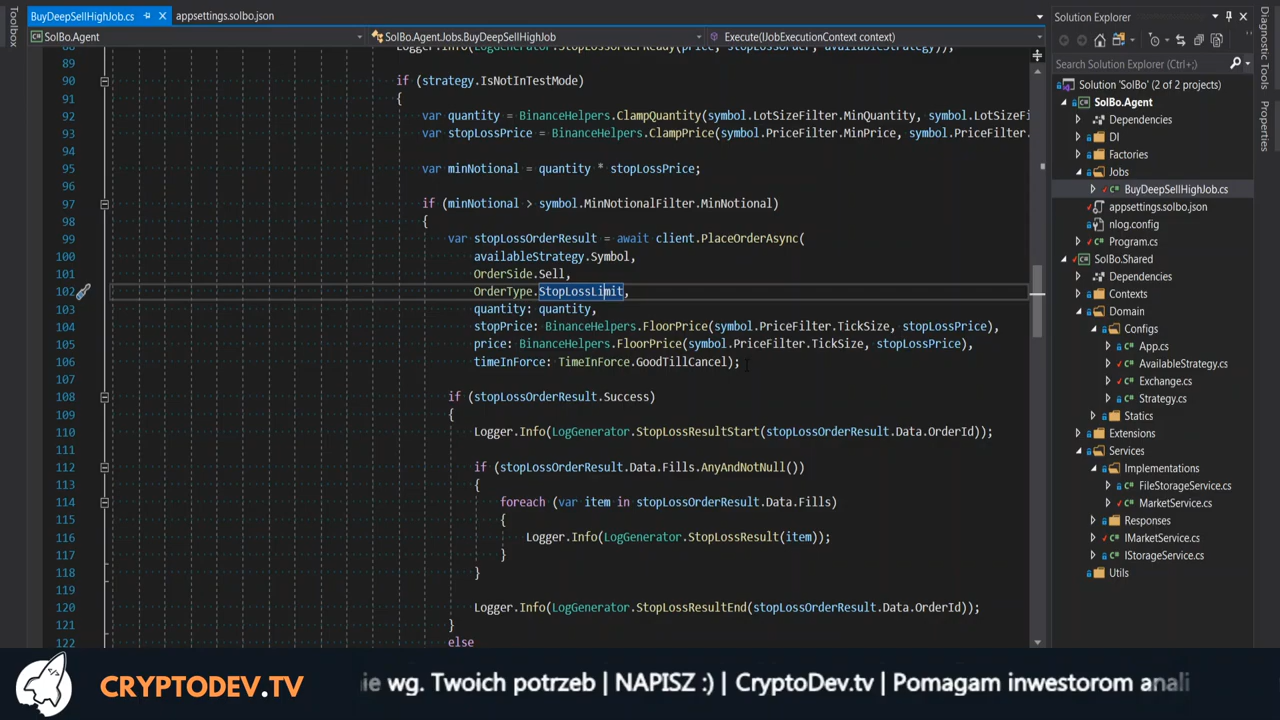 BuyDeepSellHighJob.cs
appsettings.solbo.json
Toolbox
SolBo.Agent
SolBo.Agent.Jobs.BuyDeepSellHighJob
Execute(IJobExecutionContext context)
89
90 if (strategy.IsNotInTestMode)
91 {
92 var quantity = BinanceHelpers.ClampQuantity(symbol.LotSizeFilter.MinQuantity, symbol.LotSizeFi
93 var stopLossPrice = BinanceHelpers.ClampPrice(symbol.PriceFilter.MinPrice, symbol.PriceFilter.
94
95 var minNotional = quantity * stopLossPrice;
96
97 if (minNotional > symbol.MinNotionalFilter.MinNotional)
98 {
99 var stopLossOrderResult = await client.PlaceOrderAsync(
100 availableStrategy.Symbol,
101 OrderSide.Sell,
102 OrderType.StopLossLimit,
103 quantity: quantity,
104 stopPrice: BinanceHelpers.FloorPrice(symbol.PriceFilter.TickSize, stopLossPrice),
105 price: BinanceHelpers.FloorPrice(symbol.PriceFilter.TickSize, stopLossPrice),
106 timeInForce: TimeInForce.GoodTillCancel);
107
108 if (stopLossOrderResult.Success)
109 {
110 Logger.Info(LogGenerator.StopLossResultStart(stopLossOrderResult.Data.OrderId));
111
112 if (stopLossOrderResult.Data.Fills.AnyAndNotNull())
113 {
114 foreach (var item in stopLossOrderResult.Data.Fills)
115 {
116 Logger.Info(LogGenerator.StopLossResult(item));
117 }
118 }
119
120 Logger.Info(LogGenerator.StopLossResultEnd(stopLossOrderResult.Data.OrderId));
121 }
122 else
Solution Explorer
Search Solution Explorer (Ctrl+;)
Solution 'SolBo' (2 of 2 projects)
SolBo.Agent
Dependencies
DI
Factories
Jobs
BuyDeepSellHighJob.cs
appsettings.solbo.json
nlog.config
Program.cs
SolBo.Shared
Dependencies
Contexts
Domain
Configs
App.cs
AvailableStrategy.cs
Exchange.cs
Strategy.cs
Statics
Extensions
Services
Implementations
FileStorageService.cs
MarketService.cs
Responses
IMarketService.cs
IStorageService.cs
Utils
Diagnostic Tools
Properties
CRYPTODEV.TV
ie wg. Twoich potrzeb | NAPISZ :) | CryptoDev.tv | Pomagam inwestorom anali